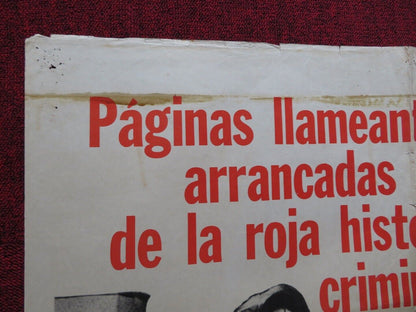 Páginas llameant
arrancadas
de la roja histo
crimin